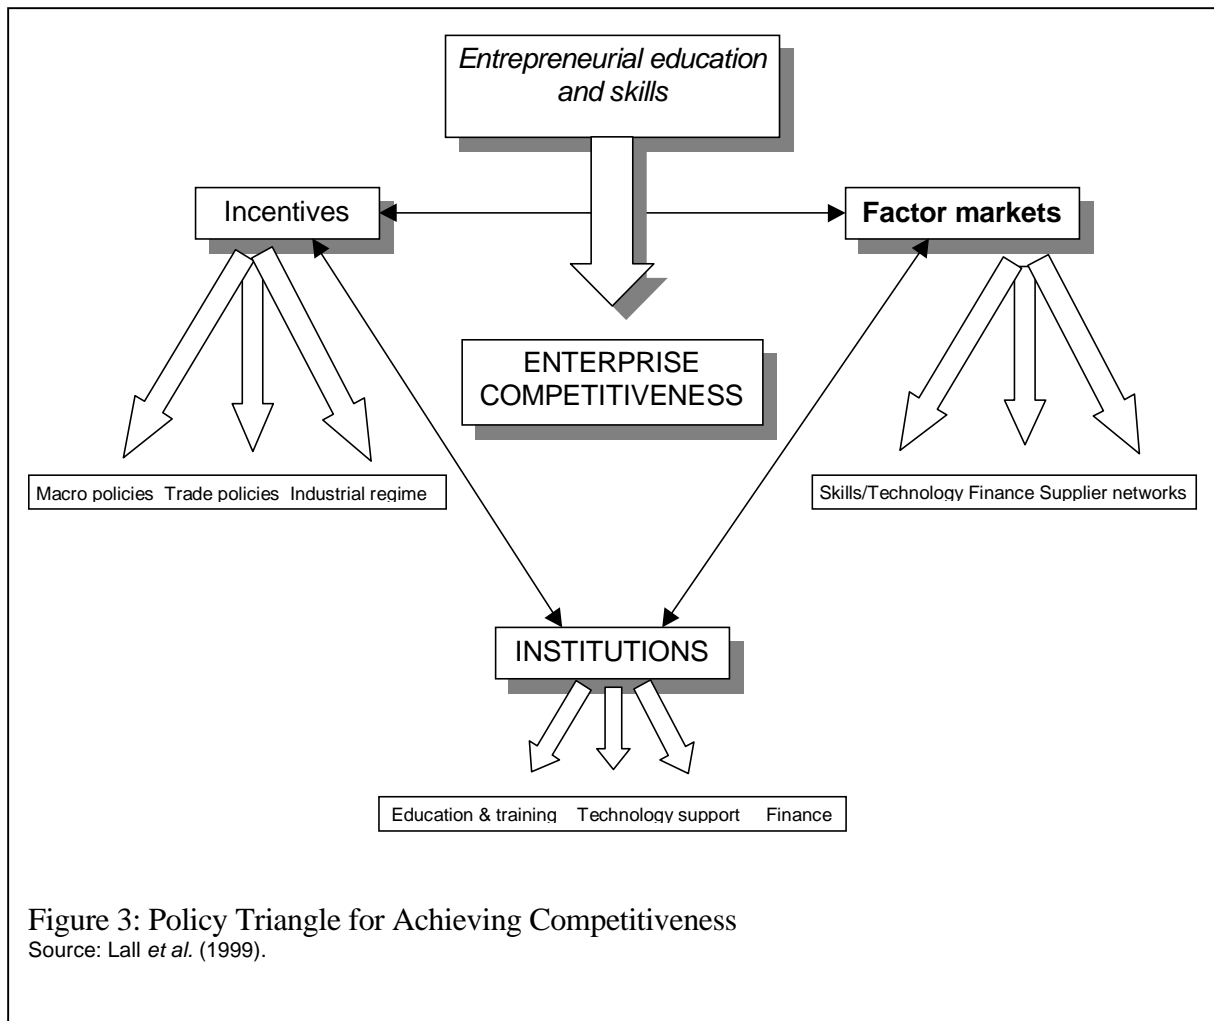 Entrepreneurial education
and skills
Incentives
Factor markets
ENTERPRISE
COMPETITIVENESS
Macro policies Trade policies Industrial regime
Skills/Technology Finance Supplier networks
INSTITUTIONS
Education & training Technology support Finance
Figure 3: Policy Triangle for Achieving Competitiveness
Source: Lall et al. (1999).